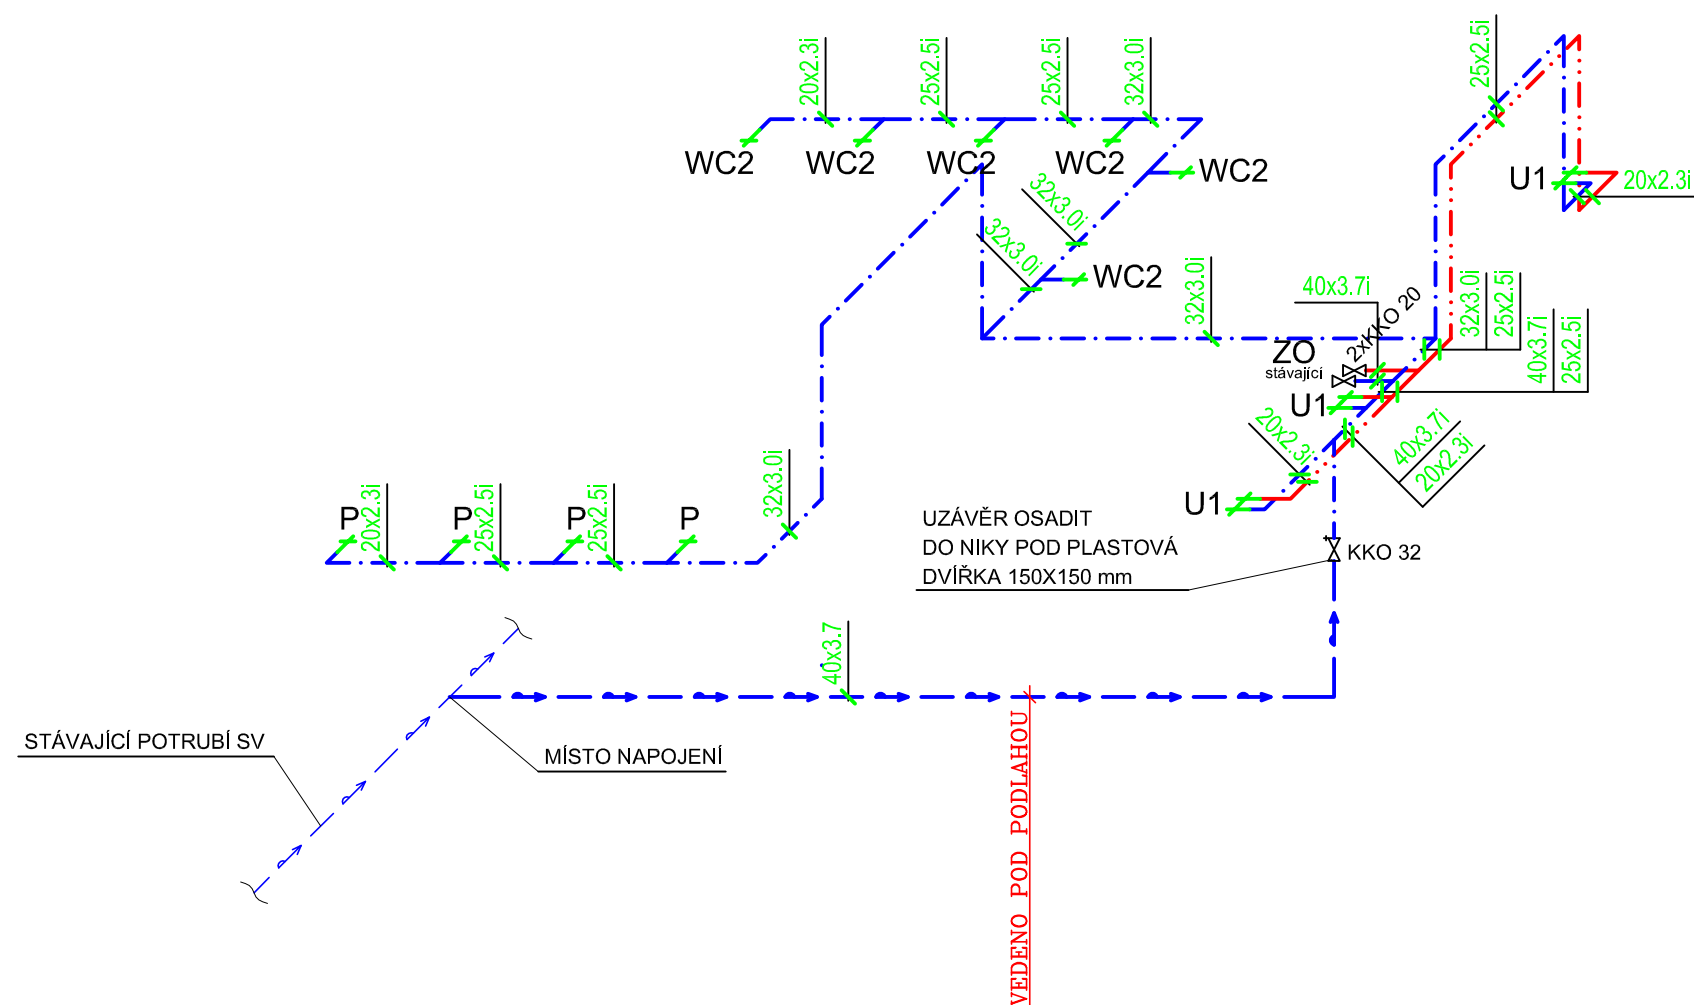 20x2.3i
25x2.5i
25x2.5i
32x3.0i
25x2.5i
WC2
WC2
WC2
WC2
WC2
U1
20x2.3i
32x3.0i
32x3.0i
WC2
32x3.0i
40x3.7i
2xKKO 20
32x3.0i
25x2.5i
ZO
stávající
40x3.7i
25x2.5i
U1
20x2.3i
40x3.7i
20x2.3i
32x3.0i
P
20x2.3i
P
25x2.5i
P
25x2.5i
P
U1
UZÁVĚR OSADIT
DO NIKY POD PLASTOVÁ
DVÍŘKA 150X150 mm
KKO 32
40x3.7
STÁVAJÍCÍ POTRUBÍ SV
MÍSTO NAPOJENÍ
VEDENO POD PODLAHOU